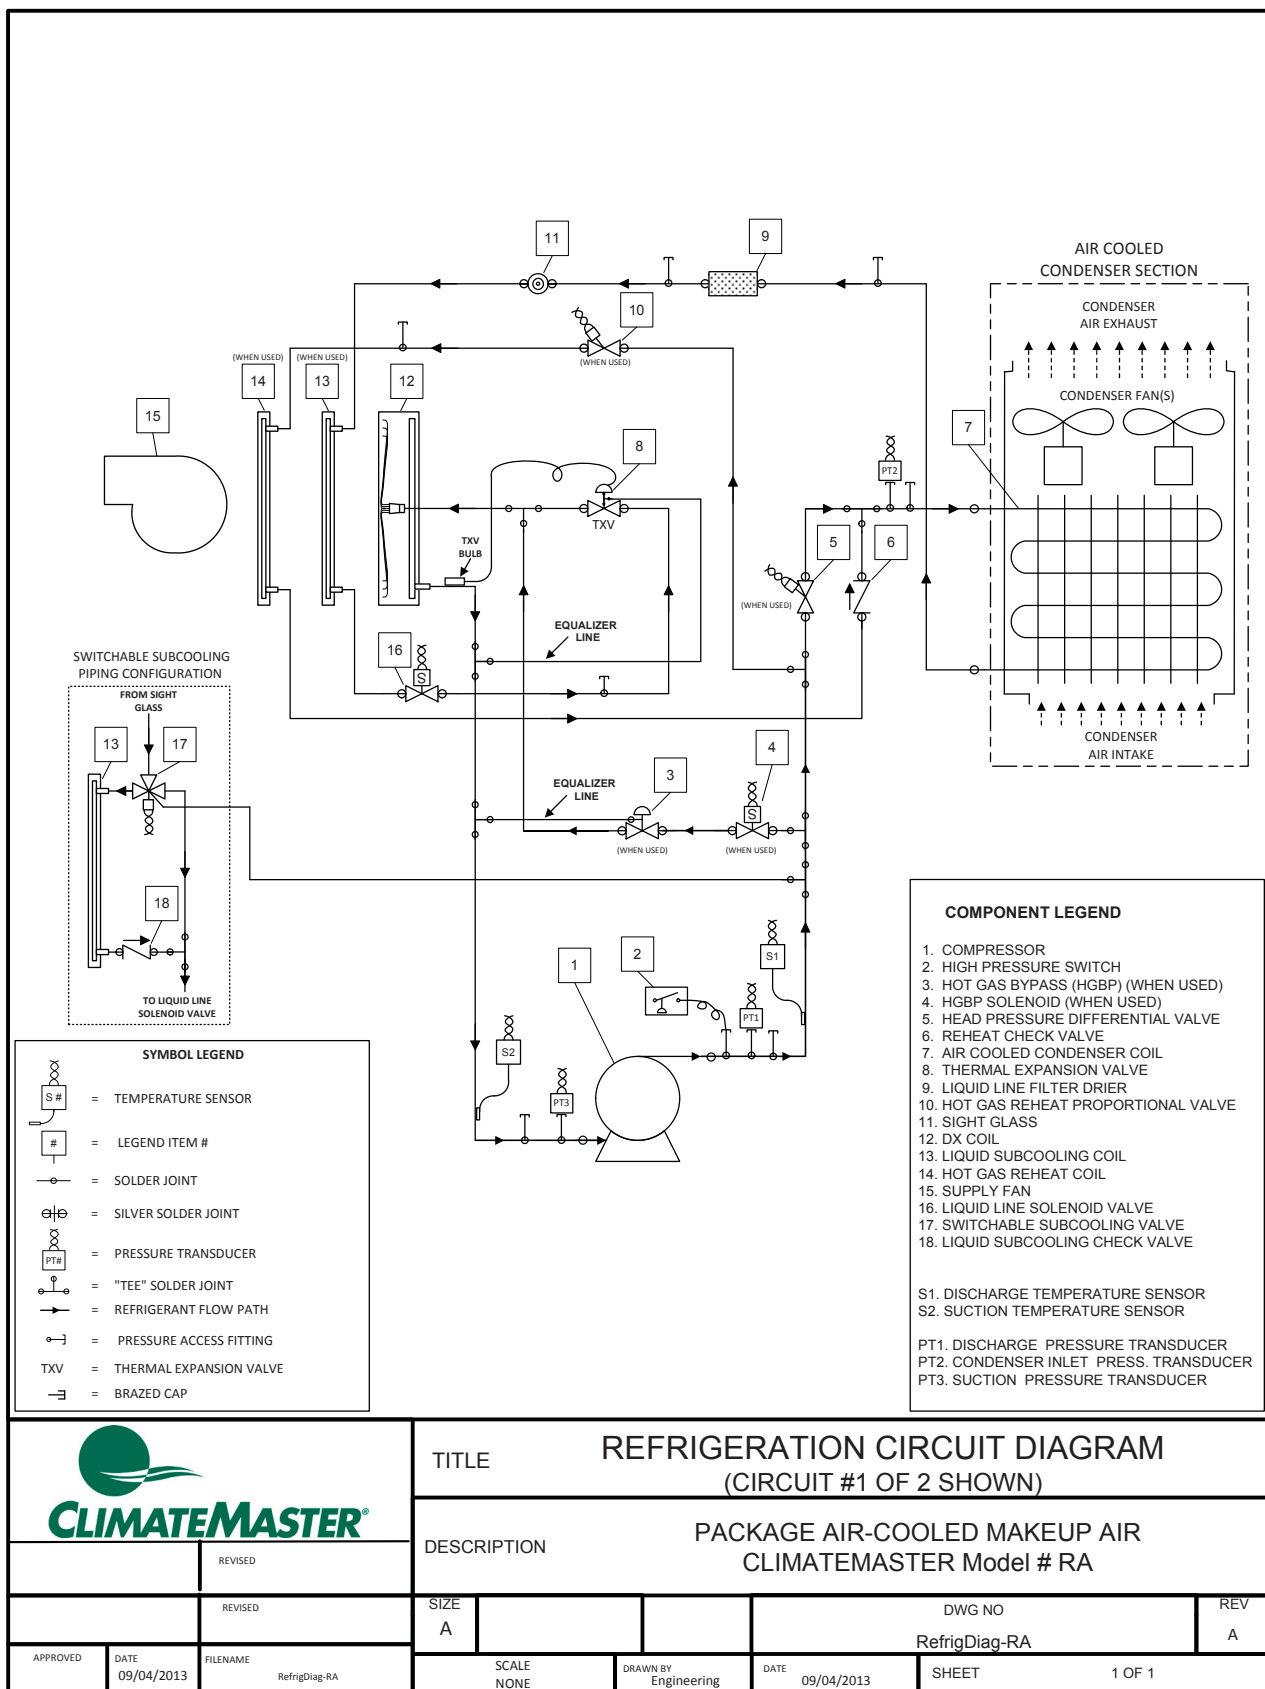 11
9
AIR COOLED
CONDENSER SECTION
CONDENSER
AIR EXHAUST
10
(WHEN USED)
(WHEN USED)
(WHEN USED)
14
13
12
CONDENSER FAN(S)
15
7
8
PT2
TXV
TXV
BULB
5
6
(WHEN USED)
EQUALIZER
LINE
16
S
SWITCHABLE SUBCOOLING
PIPING CONFIGURATION
FROM SIGHT
GLASS
13
17
4
CONDENSER
AIR INTAKE
3
EQUALIZER
LINE
S
(WHEN USED)
(WHEN USED)
18
TO LIQUID LINE
SOLENOID VALVE
1
2
S1
PT1
S2
PT3
COMPONENT LEGEND
1. COMPRESSOR
2. HIGH PRESSURE SWITCH
3. HOT GAS BYPASS (HGBP) (WHEN USED)
4. HGBP SOLENOID (WHEN USED)
5. HEAD PRESSURE DIFFERENTIAL VALVE
6. REHEAT CHECK VALVE
7. AIR COOLED CONDENSER COIL
8. THERMAL EXPANSION VALVE
9. LIQUID LINE FILTER DRIER
10. HOT GAS REHEAT PROPORTIONAL VALVE
11. SIGHT GLASS
12. DX COIL
13. LIQUID SUBCOOLING COIL
14. HOT GAS REHEAT COIL
15. SUPPLY FAN
16. LIQUID LINE SOLENOID VALVE
17. SWITCHABLE SUBCOOLING VALVE
18. LIQUID SUBCOOLING CHECK VALVE
S1. DISCHARGE TEMPERATURE SENSOR
S2. SUCTION TEMPERATURE SENSOR
PT1. DISCHARGE PRESSURE TRANSDUCER
PT2. CONDENSER INLET PRESS. TRANSDUCER
PT3. SUCTION PRESSURE TRANSDUCER
SYMBOL LEGEND
S # = TEMPERATURE SENSOR
# = LEGEND ITEM #
= SOLDER JOINT
= SILVER SOLDER JOINT
PT# = PRESSURE TRANSDUCER
= "TEE" SOLDER JOINT
= REFRIGERANT FLOW PATH
= PRESSURE ACCESS FITTING
TXV = THERMAL EXPANSION VALVE
= BRAZED CAP
CLIMATEMASTER®
TITLE REFRIGERATION CIRCUIT DIAGRAM
(CIRCUIT #1 OF 2 SHOWN)
DESCRIPTION PACKAGE AIR-COOLED MAKEUP AIR
CLIMATEMASTER Model # RA
REVISED
REVISED
SIZE
A
DWG NO
RefrigDiag-RA
REV
A
APPROVED
DATE
09/04/2013
FILENAME
RefrigDiag-RA
SCALE
NONE
DRAWN BY
Engineering
DATE
09/04/2013
SHEET 1 OF 1